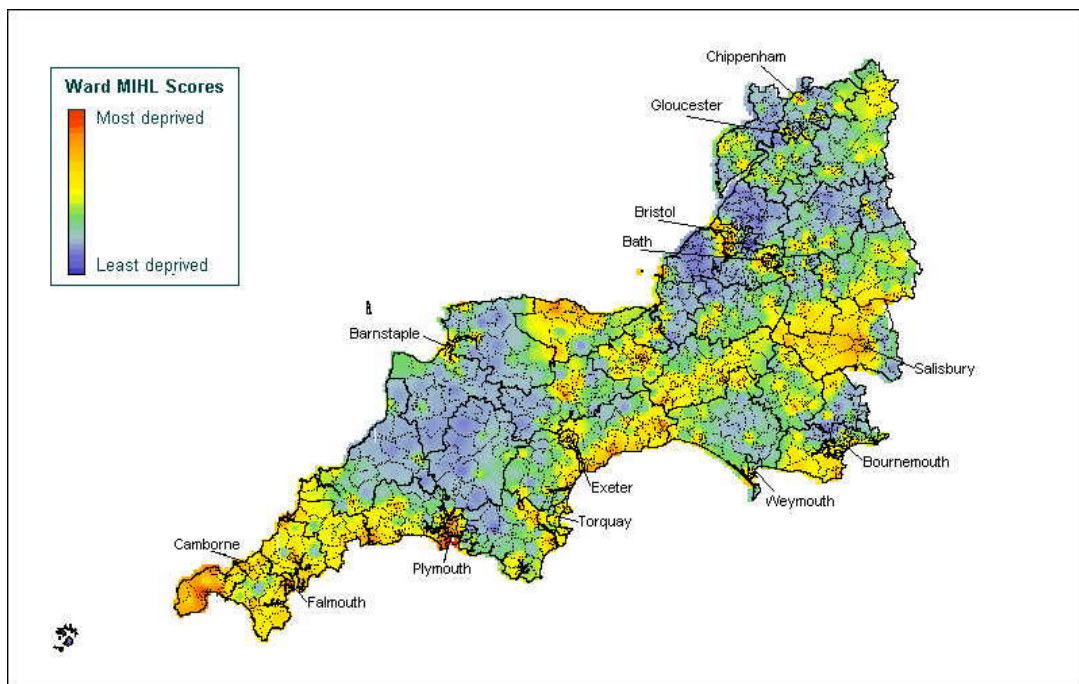 Ward MIHL Scores
Most deprived
Least deprived
Chippenham
Gloucester
Bristol
Bath
Barnstaple
Salisbury
Bournemouth
Exeter
Weymouth
Torquay
Camborne
Plymouth
Falmouth